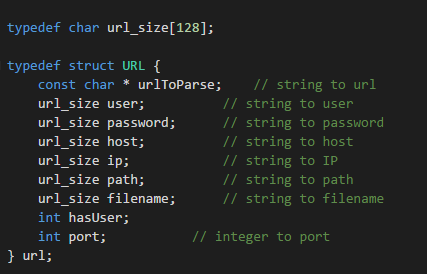 typedef char url_size[128];
typedef struct URL {
    const char * urlToParse;    // string to url
    url_size user;          // string to user
    url_size password;      // string to password
    url_size host;          // string to host
    url_size ip;            // string to IP
    url_size path;          // string to path
    url_size filename;      // string to filename
    int hasUser;
    int port;           // integer to port
} url;